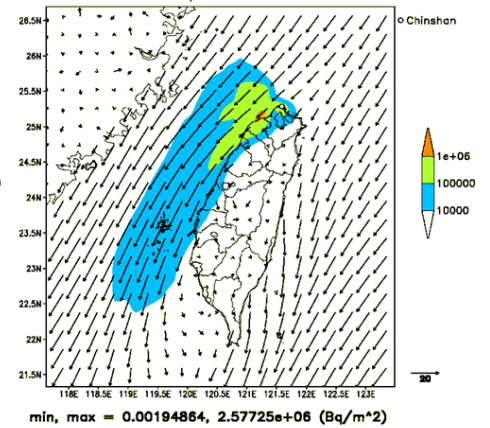 26.5N
26N
25.5N
25N
24.5N
24N
23.5N
23N
22.5N
22N
21.5N
118E 118.5E 119E 119.5E 120E 120.5E 121E 121.5E 122E 122.5E 123E
Chinshan
1e+06
100000
10000
20
min, max = 0.00194864, 2.57725e+06 (Bq/m^2)